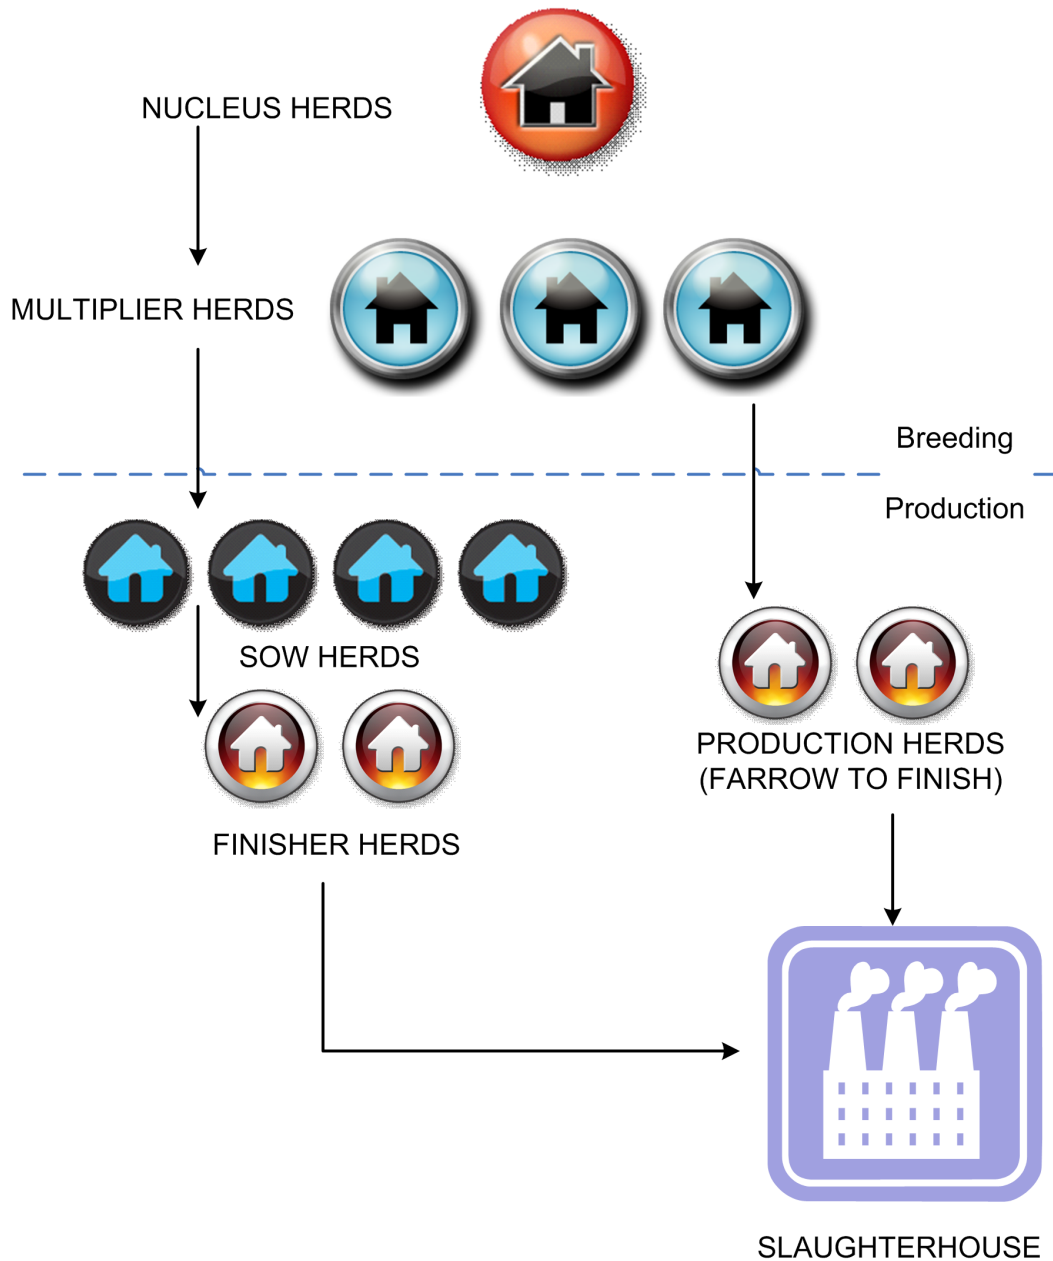 NUCLEUS HERDS
MULTIPLIER HERDS
Breeding
Production
SOW HERDS
PRODUCTION HERDS
(FARROW TO FINISH)
FINISHER HERDS
SLAUGHTERHOUSE